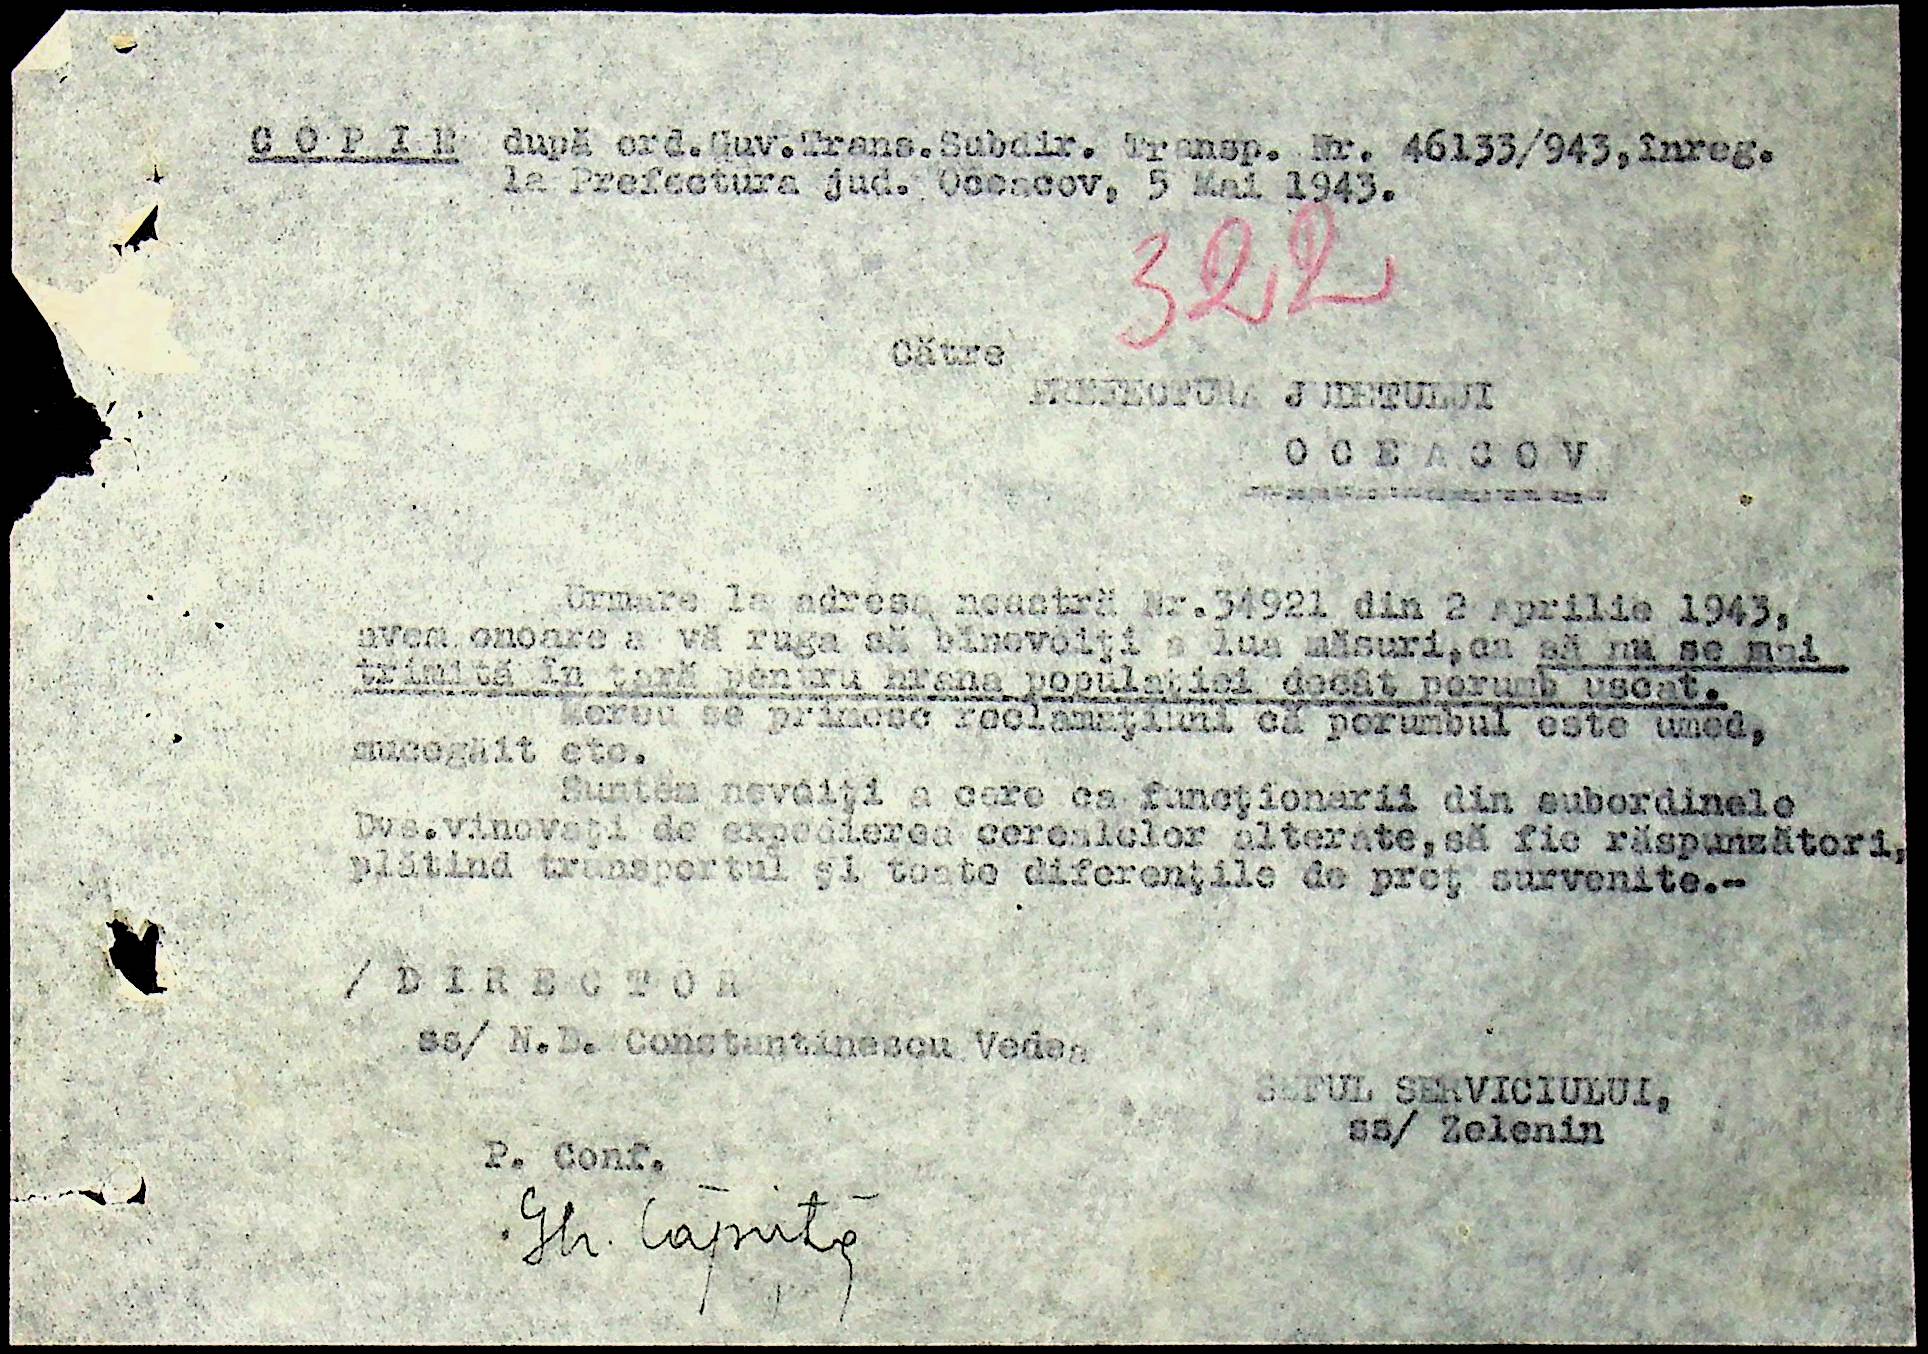 C O P I E după ord.Guv.Trans.Subdir. Transp. Nr. 46133/943,înreg.
la Prefectura jud. Oceacov, 5 Mai 1943.
322
Către
PREFECTURA JUDETULUI
O C E A C O V
Urmare la adresa noastră Nr.34921 din 2 Aprilie 1943,
avem onoare a vă ruga să binevoiţi a lua măsuri,ca să nu se mai
trimită în ţară pentru hrana populaţiei decât porumb uscat.
Mereu se primesc reclamaţiuni că porumbul este umed,
mucegăit etc.
Suntem nevoiţi a cere ca funcţionarii din subordinele
Dvs.vinovaţi de expedierea cerealelor alterate,să fie răspunzători,
plătind transportul şi toate diferenţile de preţ survenite.-
/ D I R E C T O R
ss/ N.D. Constantinescu Vedea
SEFUL SERVICIULUI,
ss/ Zelenin
P. Conf.
Gh. Căpriţă